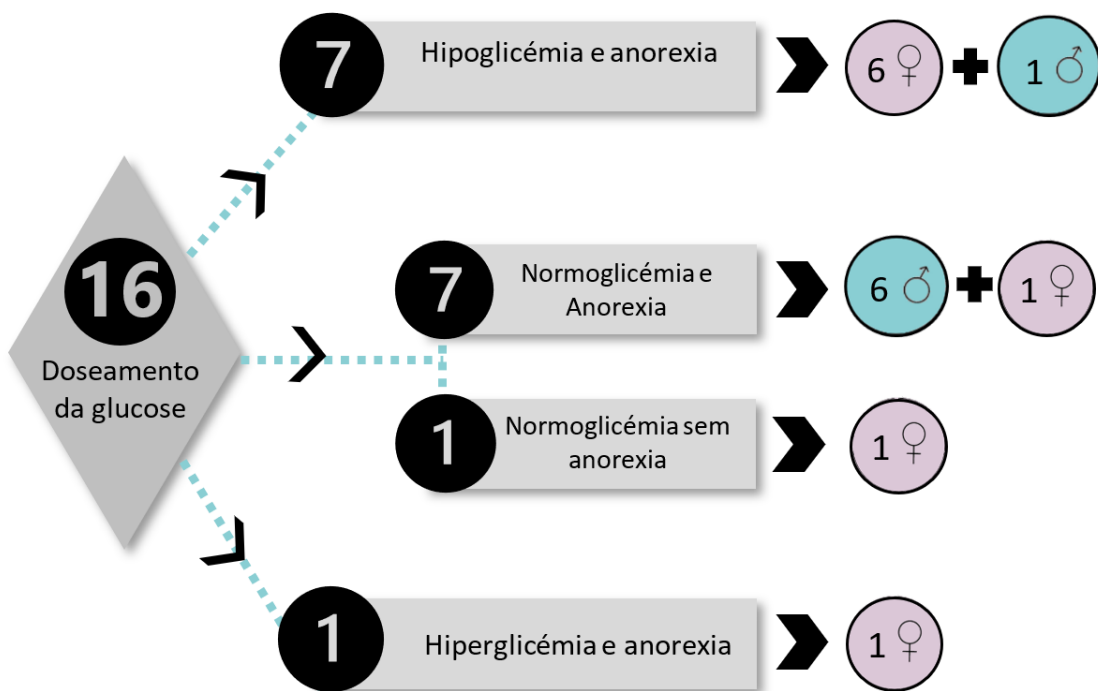 7
Hipoglicémia e anorexia
6 ♀
1 ♂
16
Doseamento
da glucose
7
Normoglicémia e
Anorexia
6 ♂
1 ♀
1
Normoglicémia sem
anorexia
1 ♀
1
Hiperglicémia e anorexia
1 ♀